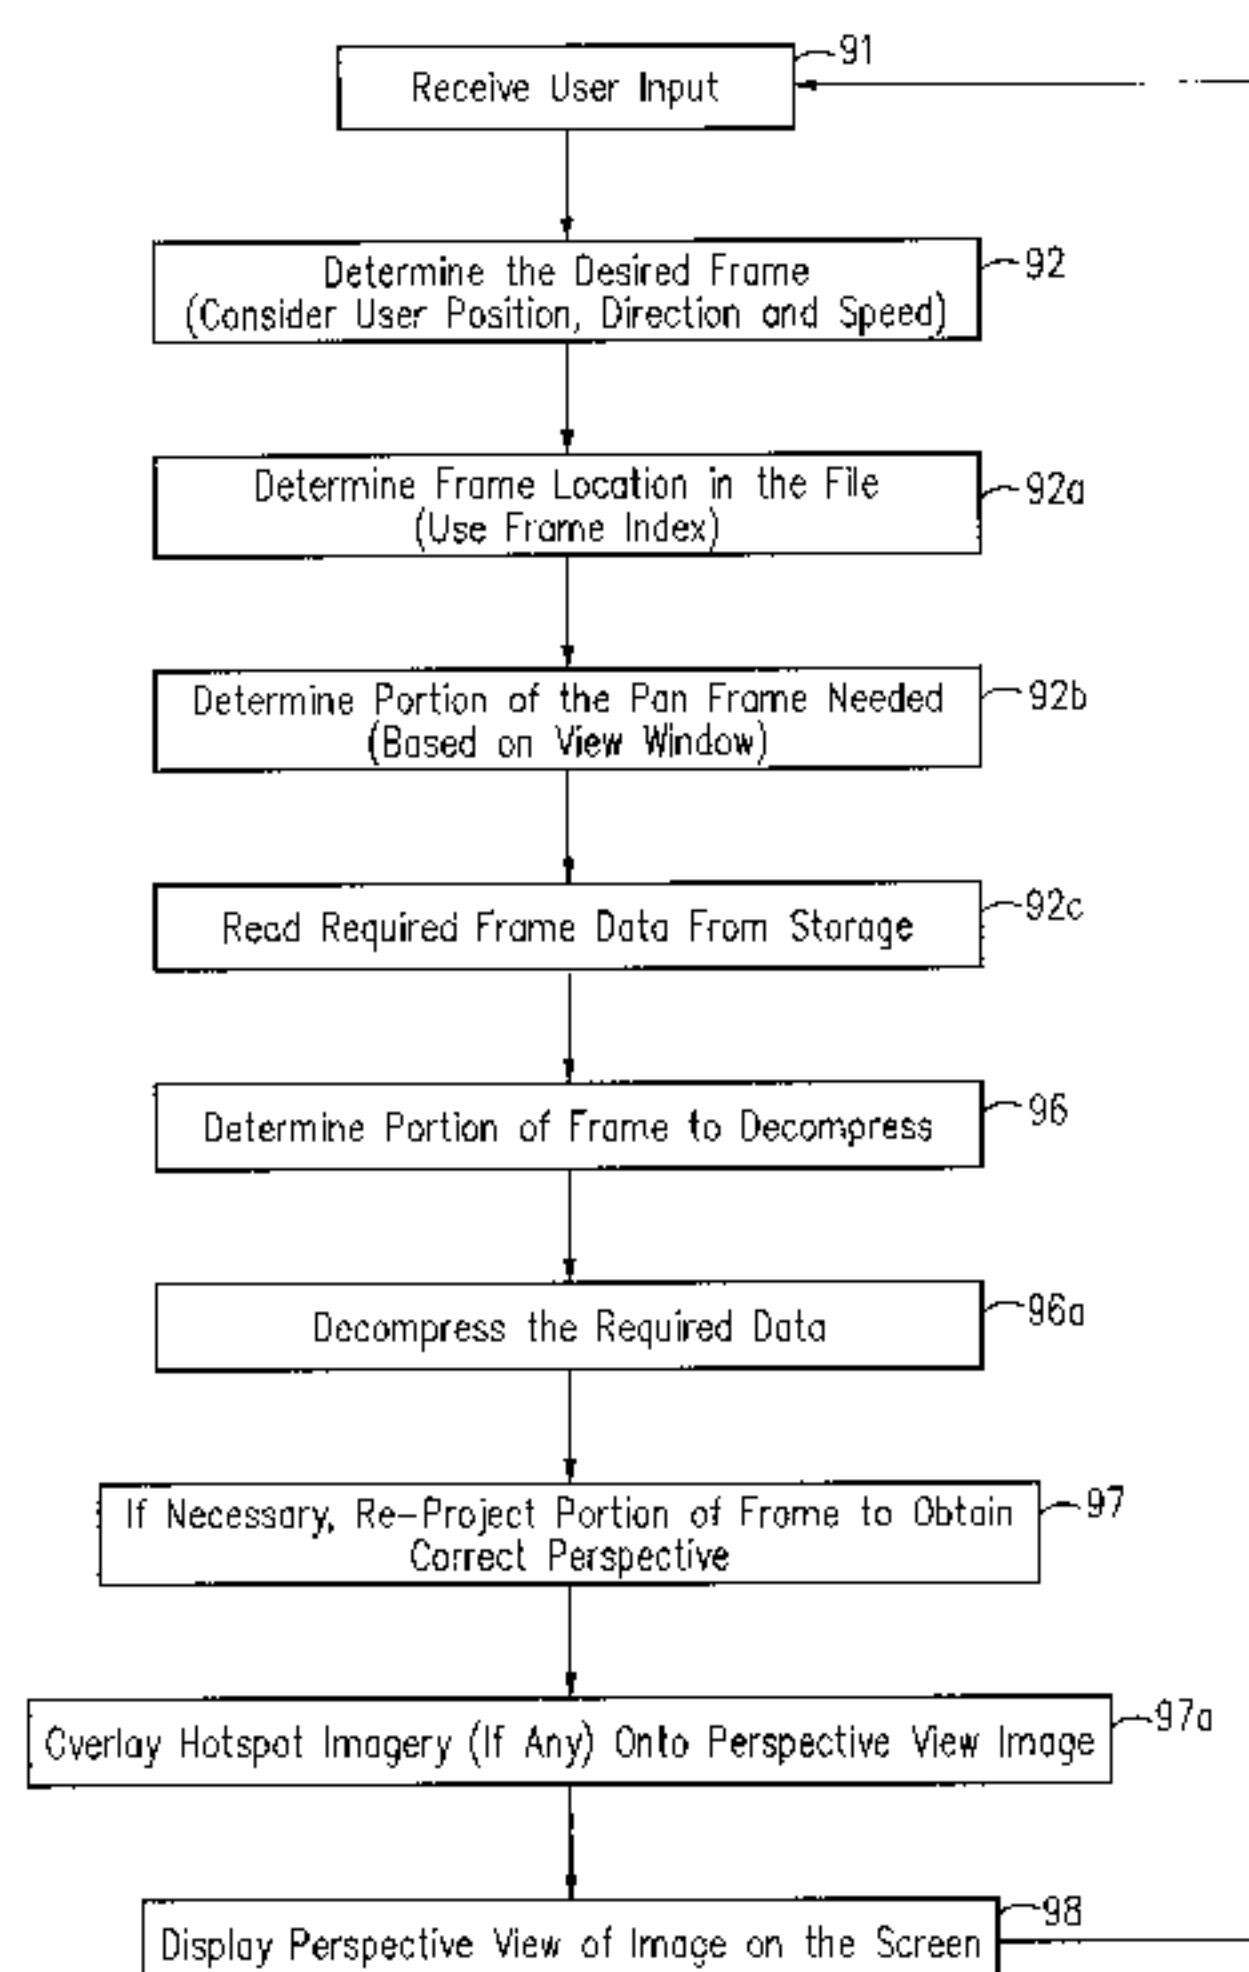 91
Receive User Input
92
Determine the Desired Frame
(Consider User Position, Direction and Speed)
92a
Determine Frame Location in the File
(Use Frame Index)
92b
Determine Portion of the Pan Frame Needed
(Based on View Window)
92c
Read Required Frame Data From Storage
96
Determine Portion of Frame to Decompress
96a
Decompress the Required Data
97
If Necessary, Re-Project Portion of Frame to Obtain
Correct Perspective
97a
Overlay Hotspot Imagery (If Any) Onto Perspective View Image
98
Display Perspective View of Image on the Screen